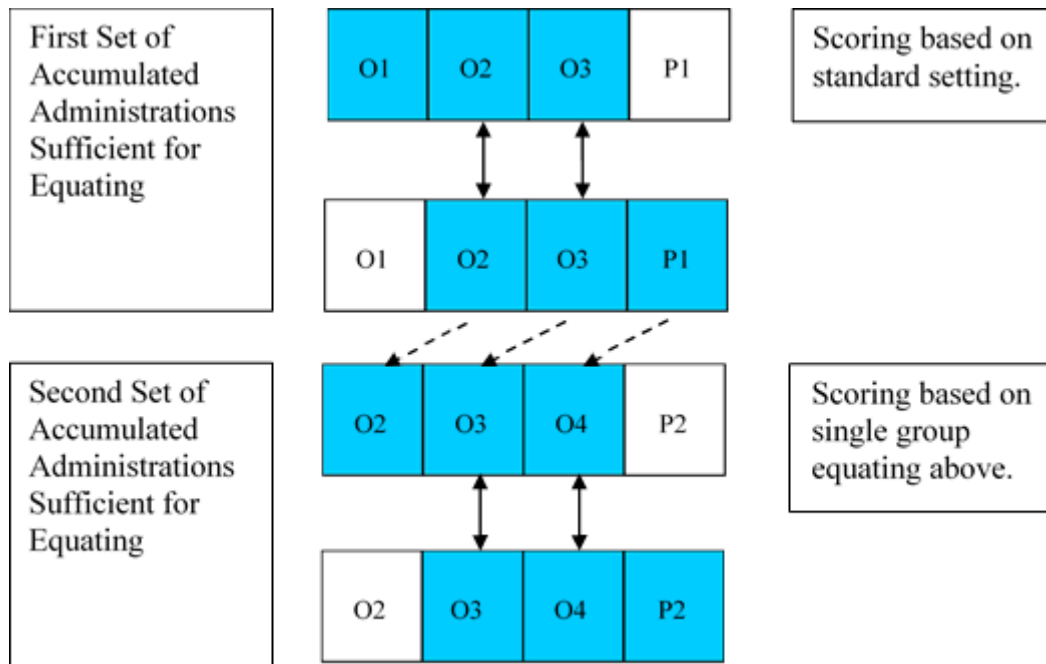 First Set of
Accumulated
Administrations
Sufficient for
Equating
O1 O2 O3 P1
Scoring based on
standard setting.
O1 O2 O3 P1
Second Set of
Accumulated
Administrations
Sufficient for
Equating
O2 O3 O4 P2
Scoring based on
single group
equating above.
O2 O3 O4 P2